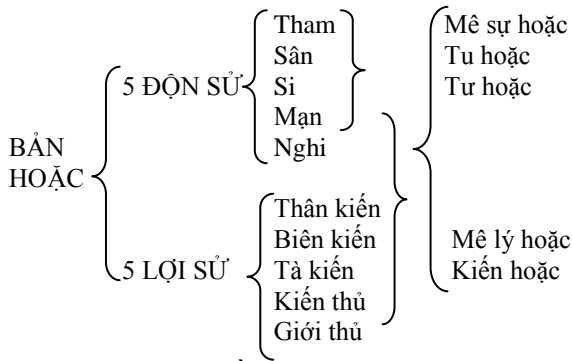 Tham
Sân
5 ĐỘN SỬ
Si
Mạn
Nghi
BẢN
HOẶC
Thân kiến
Biên kiến
5 LỢI SỬ
Tà kiến
Kiến thủ
Giới thủ
Mê sự hoặc
Tu hoặc
Tư hoặc
Mê lý hoặc
Kiến hoặc